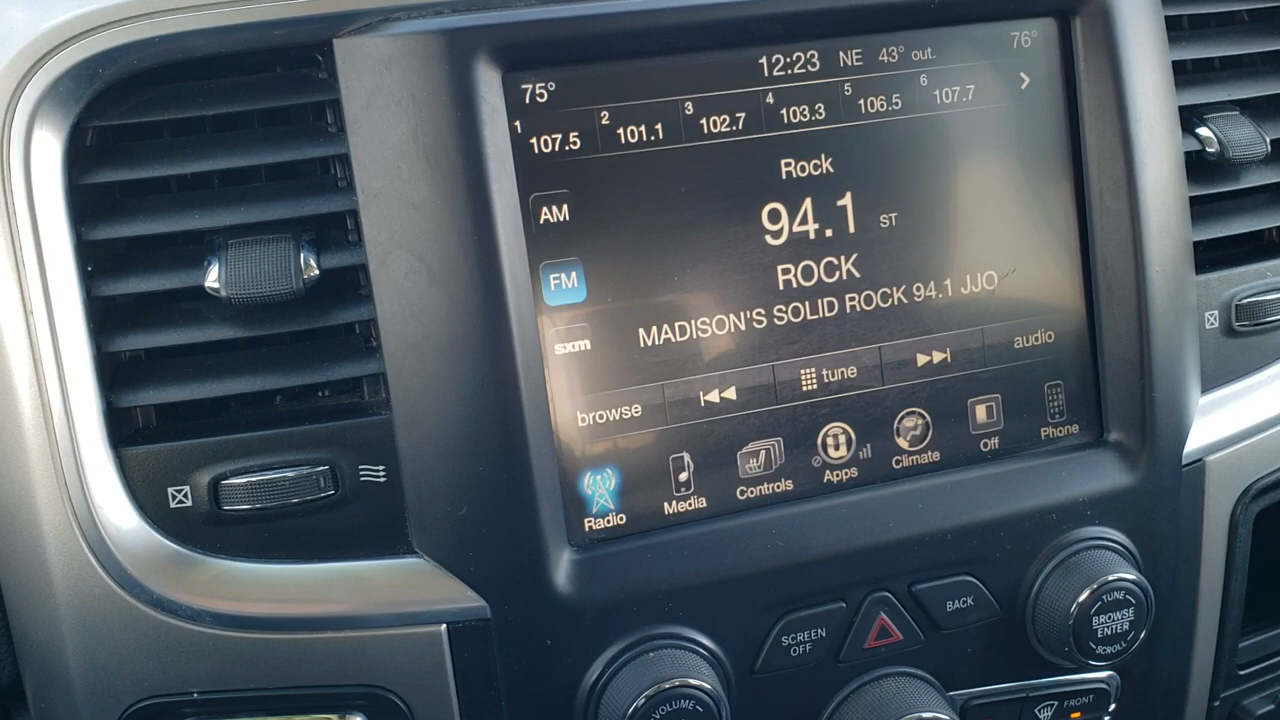 75° 12:23 NE 43° out. 76°
1 107.5 2 101.1 3 102.7 4 103.3 5 106.5 6 107.7
Rock
AM
94.1 ST
FM
ROCK
MADISON'S SOLID ROCK 94.1 JJO
sxm
browse tune audio
Radio Media Controls Apps Climate Off Phone
SCREEN OFF
BACK
TUNE
BROWSE
ENTER
SCROLL
VOLUME
FRONT